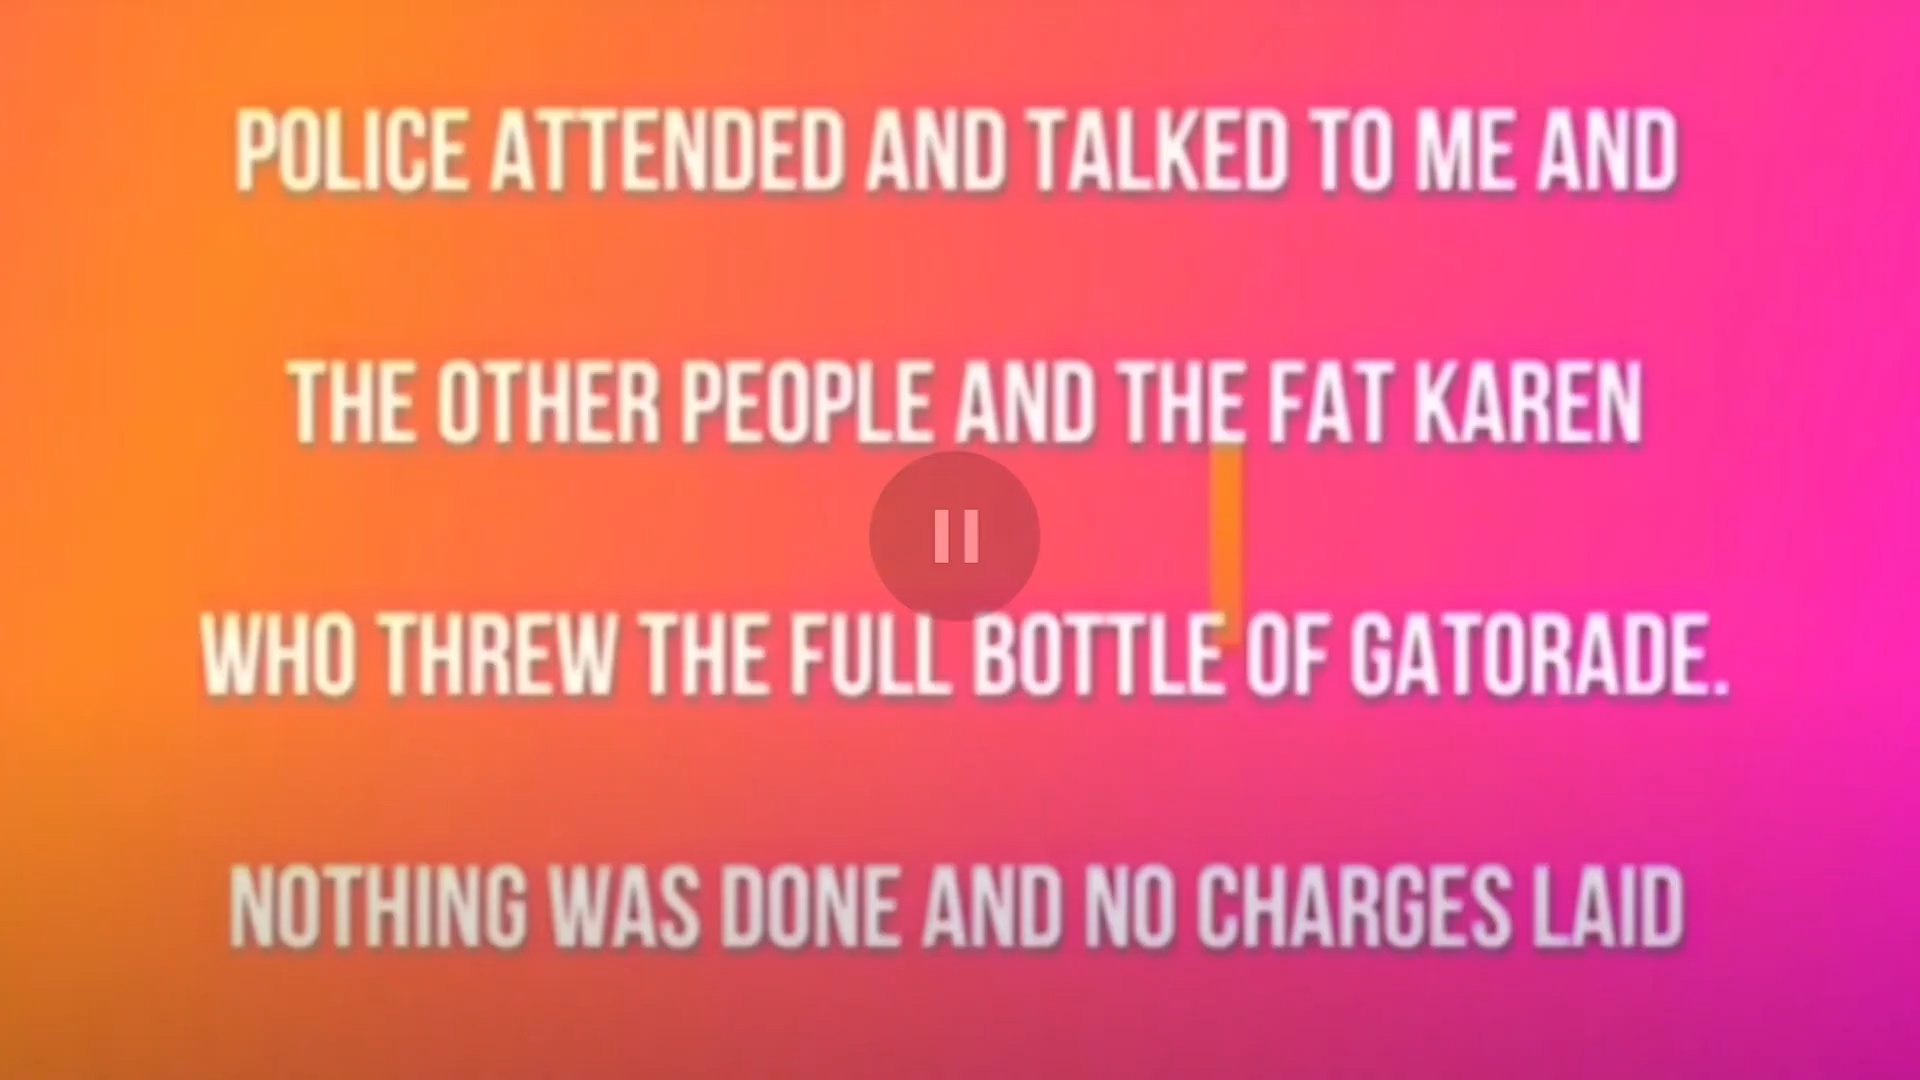 POLICE ATTENDED AND TALKED TO ME AND
THE OTHER PEOPLE AND THE FAT KAREN
WHO THREW THE FULL BOTTLE OF GATORADE.
NOTHING WAS DONE AND NO CHARGES LAID